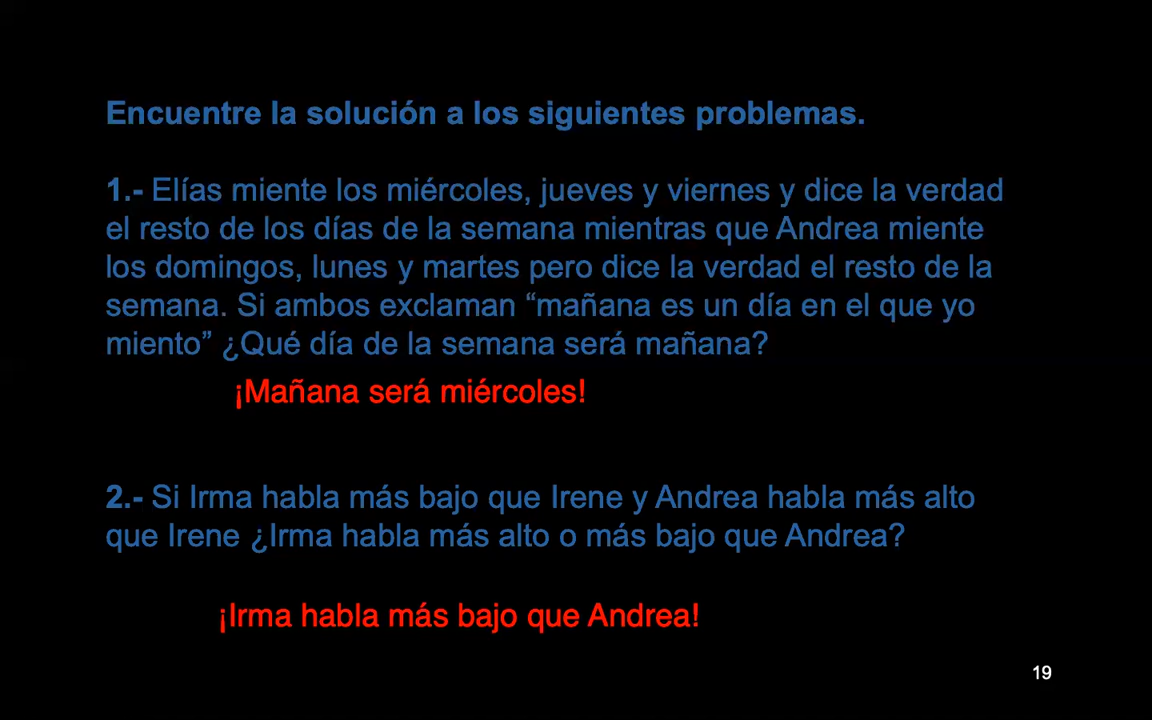 Encuentre la solución a los siguientes problemas.
1.- Elías miente los miércoles, jueves y viernes y dice la verdad
el resto de los días de la semana mientras que Andrea miente
los domingos, lunes y martes pero dice la verdad el resto de la
semana. Si ambos exclaman “mañana es un día en el que yo
miento” ¿Qué día de la semana será mañana?
¡Mañana será miércoles!
2.- Si Irma habla más bajo que Irene y Andrea habla más alto
que Irene ¿Irma habla más alto o más bajo que Andrea?
¡Irma habla más bajo que Andrea!
19